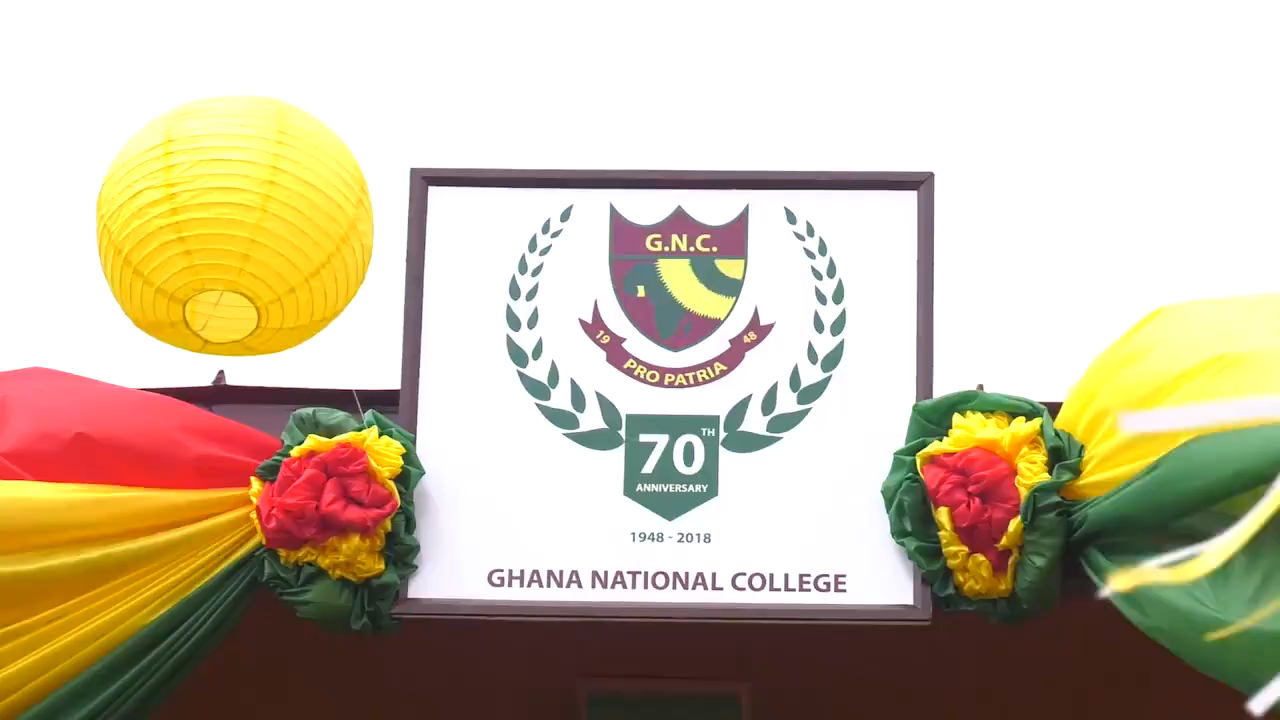 G.N.C.
19 48
PRO PATRIA
70TH
ANNIVERSARY
1948 - 2018
GHANA NATIONAL COLLEGE